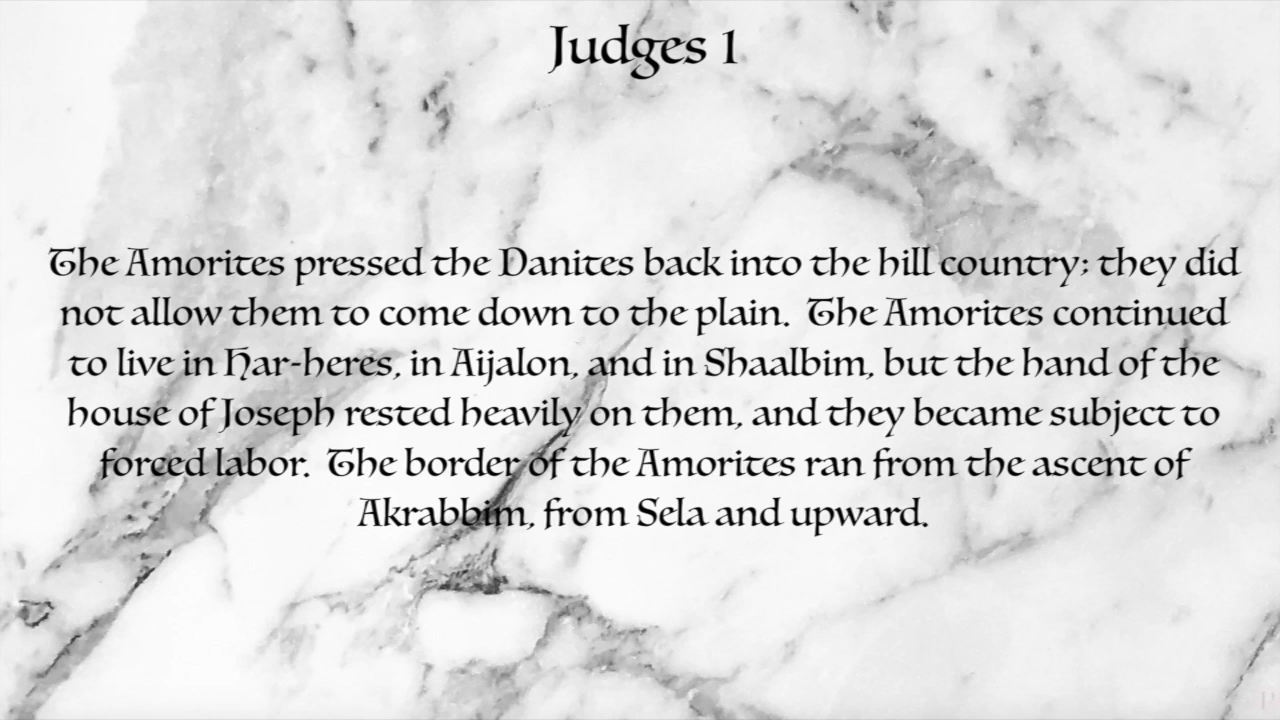 Judges 1
The Amorites pressed the Danites back into the hill country; they did
not allow them to come down to the plain. The Amorites continued
to live in Har-heres, in Aijalon, and in Shaalbim, but the hand of the
house of Joseph rested heavily on them, and they became subject to
forced labor. The border of the Amorites ran from the ascent of
Akrabbim, from Sela and upward.